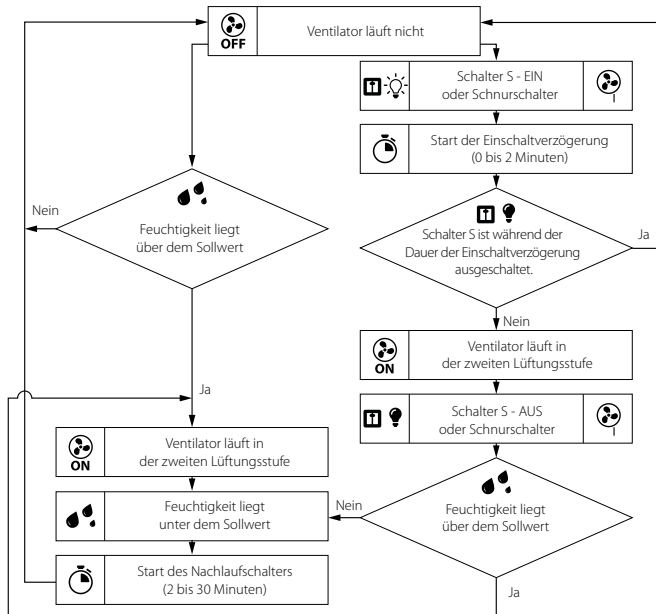 OFF
Ventilator läuft nicht
Schalter S - EIN
oder Schnurschalter
Start der Einschaltverzögerung
(0 bis 2 Minuten)
Nein
Feuchtigkeit liegt
über dem Sollwert
Schalter S ist während der
Dauer der Einschaltverzögerung
ausgeschaltet.
Ja
Nein
ON
Ventilator läuft in
der zweiten Lüftungsstufe
Ja
Schalter S - AUS
oder Schnurschalter
ON
Ventilator läuft in
der zweiten Lüftungsstufe
Feuchtigkeit liegt
unter dem Sollwert
Nein
Feuchtigkeit liegt
über dem Sollwert
Start des Nachlaufschalters
(2 bis 30 Minuten)
Ja